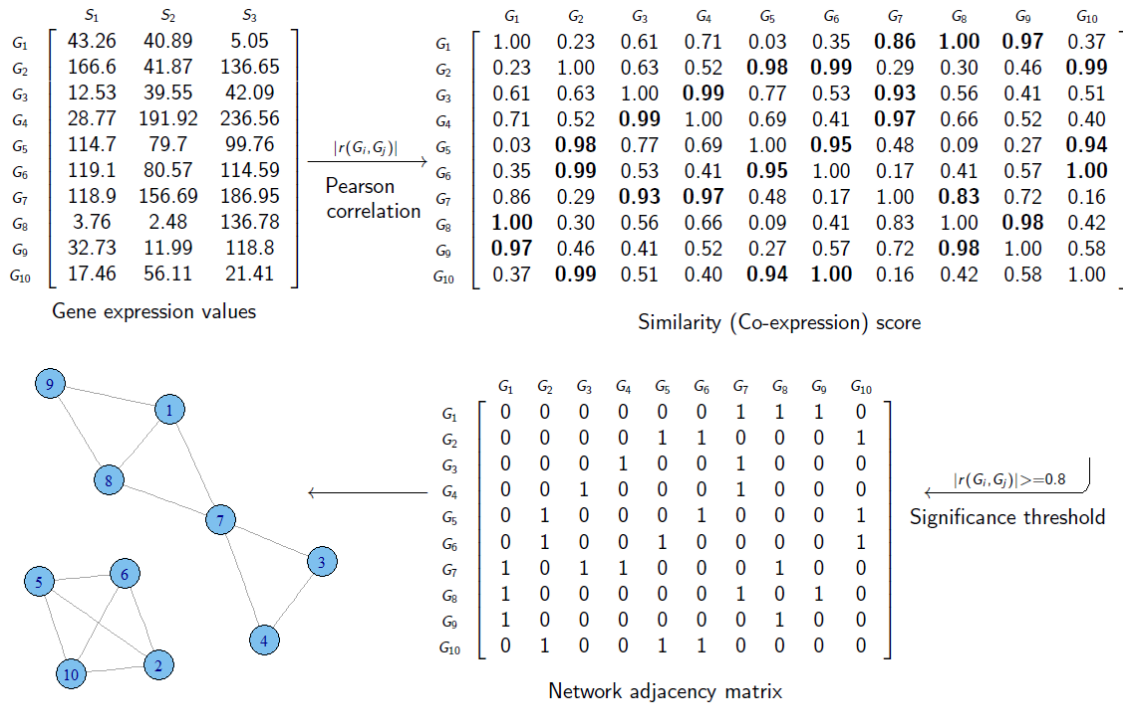 S1 S2 S3
G1 43.26 40.89 5.05
G2 166.6 41.87 136.65
G3 12.53 39.55 42.09
G4 28.77 191.92 236.56
G5 114.7 79.7 99.76
G6 119.1 80.57 114.59
G7 118.9 156.69 186.95
G8 3.76 2.48 136.78
G9 32.73 11.99 118.8
G10 17.46 56.11 21.41
Gene expression values
|r(Gi, Gj)|
Pearson
correlation
G1 G2 G3 G4 G5 G6 G7 G8 G9 G10
G1 1.00 0.23 0.61 0.71 0.03 0.35 0.86 1.00 0.97 0.37
G2 0.23 1.00 0.63 0.52 0.98 0.99 0.29 0.30 0.46 0.99
G3 0.61 0.63 1.00 0.99 0.77 0.53 0.93 0.56 0.41 0.51
G4 0.71 0.52 0.99 1.00 0.69 0.41 0.97 0.66 0.52 0.40
G5 0.03 0.98 0.77 0.69 1.00 0.95 0.48 0.09 0.27 0.94
G6 0.35 0.99 0.53 0.41 0.95 1.00 0.17 0.41 0.57 1.00
G7 0.86 0.29 0.93 0.97 0.48 0.17 1.00 0.83 0.72 0.16
G8 1.00 0.30 0.56 0.66 0.09 0.41 0.83 1.00 0.98 0.42
G9 0.97 0.46 0.41 0.52 0.27 0.57 0.72 0.98 1.00 0.58
G10 0.37 0.99 0.51 0.40 0.94 1.00 0.16 0.42 0.58 1.00
Similarity (Co-expression) score
|r(Gi, Gj)|>=0.8
Significance threshold
G1 G2 G3 G4 G5 G6 G7 G8 G9 G10
G1 0 0 0 0 0 0 1 1 1 0
G2 0 0 0 0 1 1 0 0 0 1
G3 0 0 0 1 0 0 1 0 0 0
G4 0 0 1 0 0 0 1 0 0 0
G5 0 1 0 0 0 1 0 0 0 1
G6 0 1 0 0 1 0 0 0 0 1
G7 1 0 1 1 0 0 0 1 0 0
G8 1 0 0 0 0 0 1 0 1 0
G9 1 0 0 0 0 0 0 1 0 0
G10 0 1 0 0 1 1 0 0 0 0
Network adjacency matrix
9
1
8
7
3
6
5
4
2
10